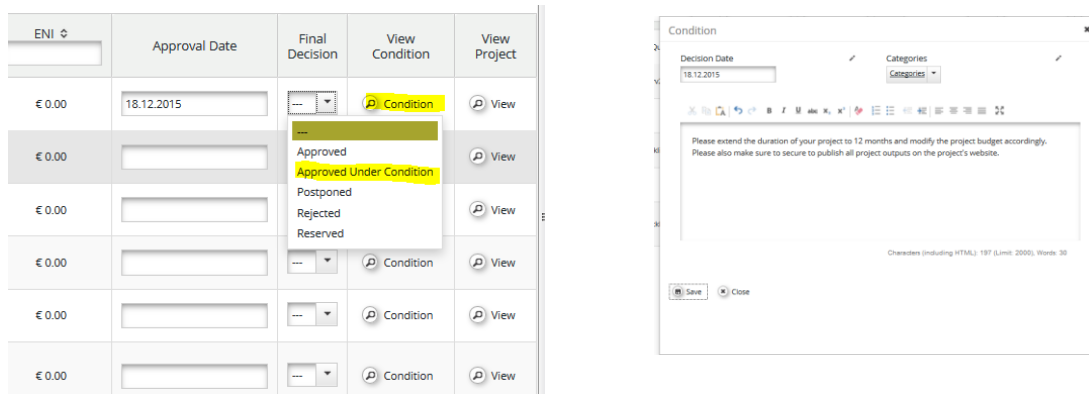 ENI
Approval Date
Final
Decision
View
Condition
View
Project
€ 0.00
18.12.2015
---
Condition
View
---
Approved
Approved Under Condition
Postponed
Rejected
Reserved
€ 0.00
View
€ 0.00
View
€ 0.00
---
Condition
View
€ 0.00
---
Condition
View
€ 0.00
---
Condition
View
Condition
Decision Date
Categories
18.12.2015
Categories
B I U abc x₂ x²
Please extend the duration of your project to 12 months and modify the project budget accordingly.
Please also make sure to secure to publish all project outputs on the project's website.
Characters (including HTML): 197 (Limit: 2000), Words: 30
Save
Close